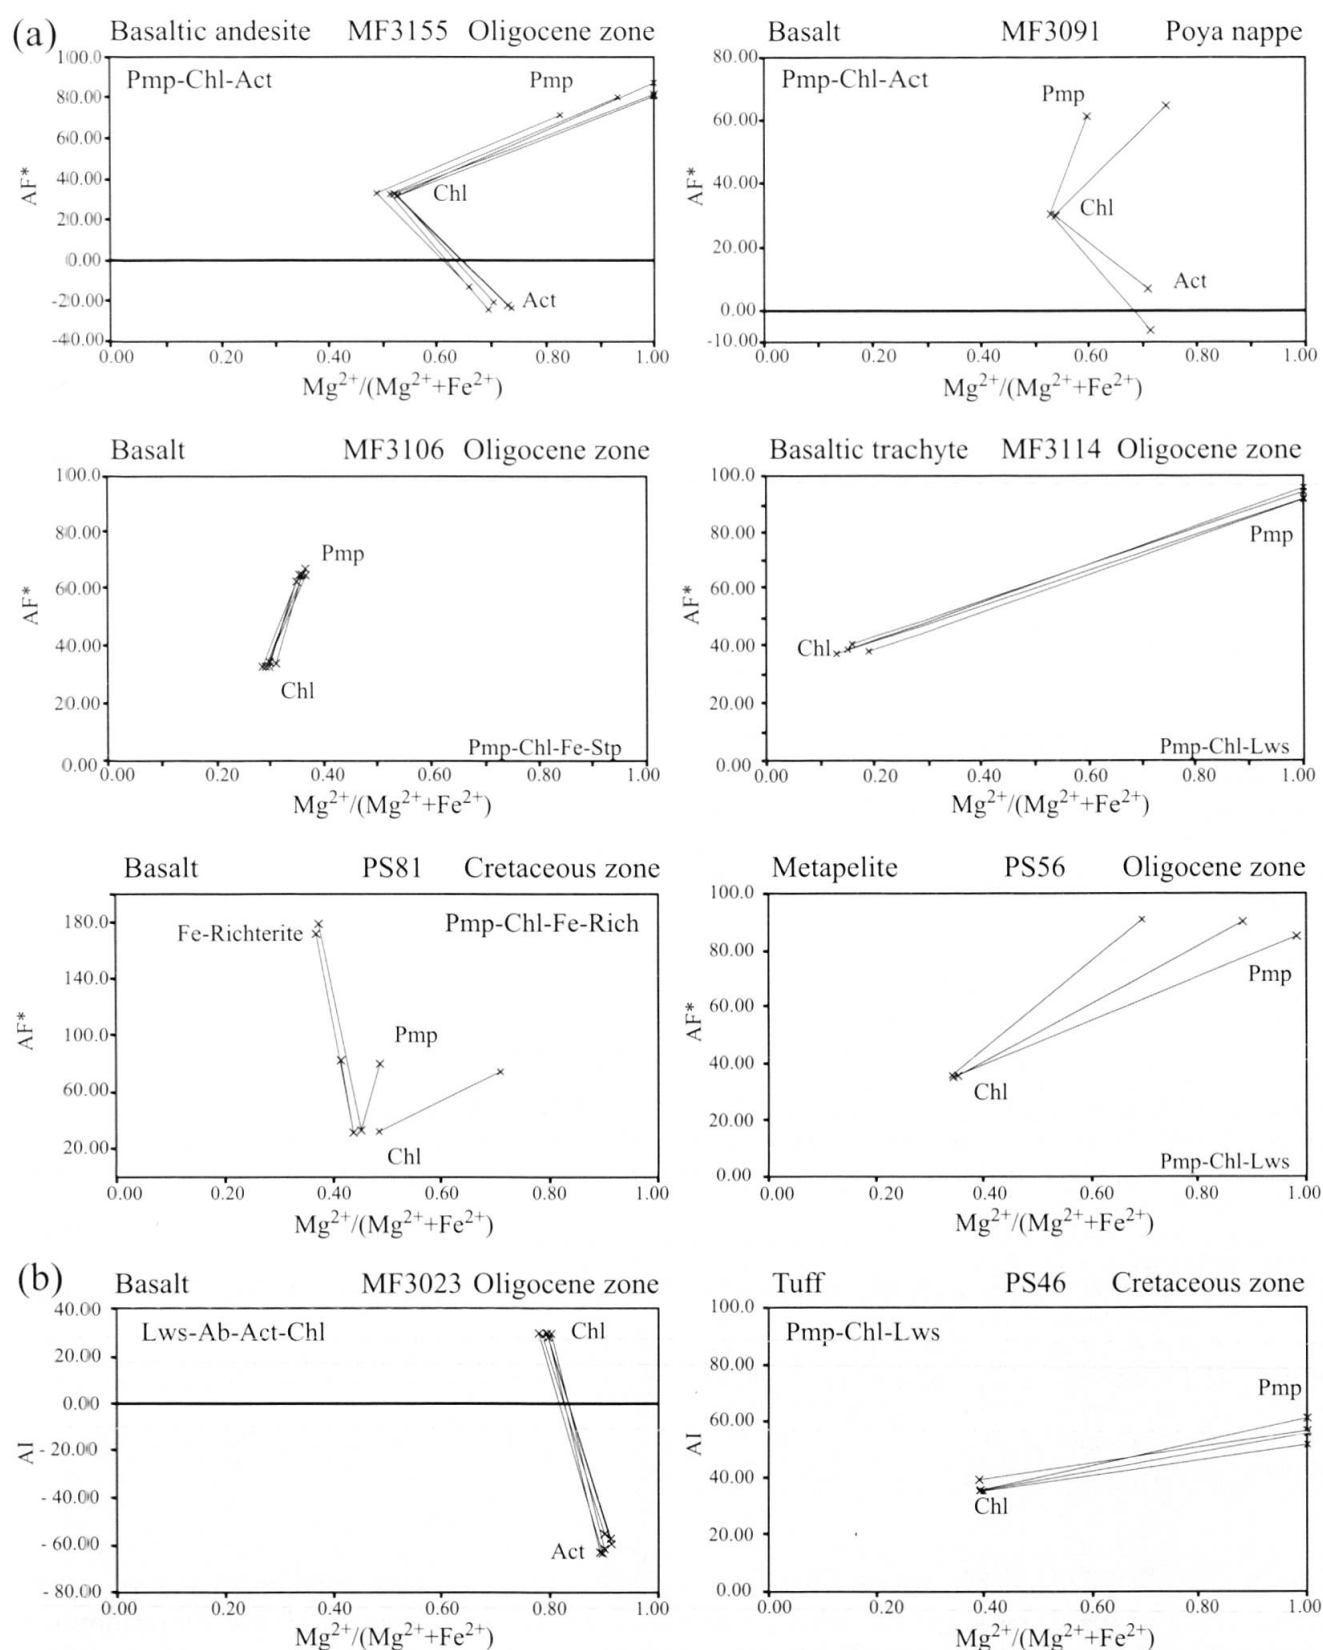 (a)
Basaltic andesite MF3155 Oligocene zone
Pmp-Chl-Act
Pmp
Chl
Act
AF*
100.0
80.00
60.00
40.00
20.00
0.00
-20.00
-40.00
0.00 0.20 0.40 0.60 0.80 1.00
Mg2+/(Mg2++Fe2+)
Basalt MF3091 Poya nappe
Pmp-Chl-Act
Pmp
Chl
Act
AF*
80.00
60.00
40.00
20.00
0.00
-10.00
0.00 0.20 0.40 0.60 0.80 1.00
Mg2+/(Mg2++Fe2+)
Basalt MF3106 Oligocene zone
Pmp
Chl
Pmp-Chl-Fe-Stp
AF*
100.0
80.00
60.00
40.00
20.00
0.00
0.00 0.20 0.40 0.60 0.80 1.00
Mg2+/(Mg2++Fe2+)
Basaltic trachyte MF3114 Oligocene zone
Pmp
Chl
Pmp-Chl-Lws
AF*
100.0
80.00
60.00
40.00
20.00
0.00
0.00 0.20 0.40 0.60 0.80 1.00
Mg2+/(Mg2++Fe2+)
Basalt PS81 Cretaceous zone
Pmp-Chl-Fe-Rich
Fe-Richterite
Pmp
Chl
AF*
180.0
140.0
100.0
60.00
20.00
0.00 0.20 0.40 0.60 0.80 1.00
Mg2+/(Mg2++Fe2+)
Metapelite PS56 Oligocene zone
Pmp
Chl
Pmp-Chl-Lws
AF*
100.0
80.00
60.00
40.00
20.00
0.00
0.00 0.20 0.40 0.60 0.80 1.00
Mg2+/(Mg2++Fe2+)
(b)
Basalt MF3023 Oligocene zone
Lws-Ab-Act-Chl
Chl
Act
AI
40.00
20.00
0.00
- 20.00
- 40.00
- 60.00
- 80.00
0.00 0.20 0.40 0.60 0.80 1.00
Mg2+/(Mg2++Fe2+)
Tuff PS46 Cretaceous zone
Pmp-Chl-Lws
Pmp
Chl
AI
100.0
80.00
60.00
40.00
20.00
0.00
0.00 0.20 0.40 0.60 0.80 1.00
Mg2+/(Mg2++Fe2+)